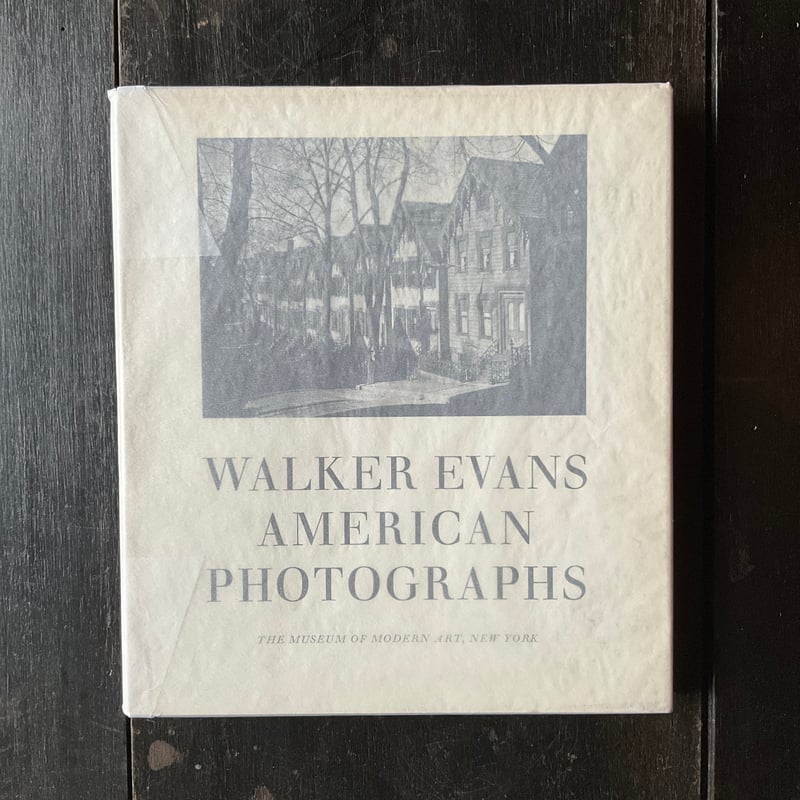 WALKER EVANS
AMERICAN
PHOTOGRAPHS
THE MUSEUM OF MODERN ART, NEW YORK